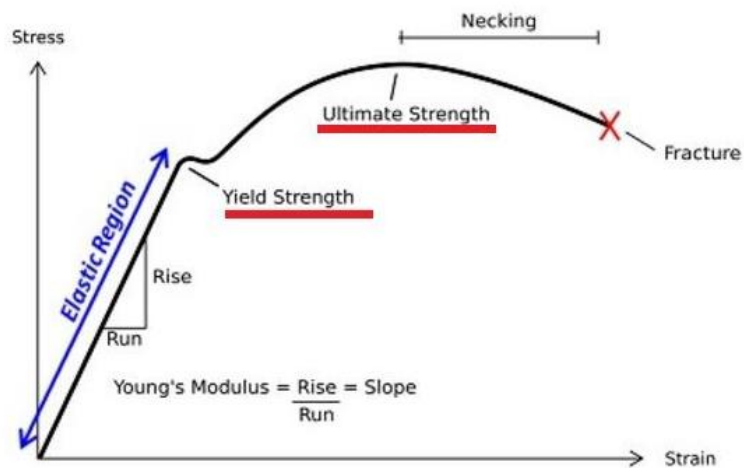 Necking
Stress
Ultimate Strength
Fracture
Yield Strength
Elastic Region
Rise
Run
Young's Modulus = Rise = Slope
Run
Strain